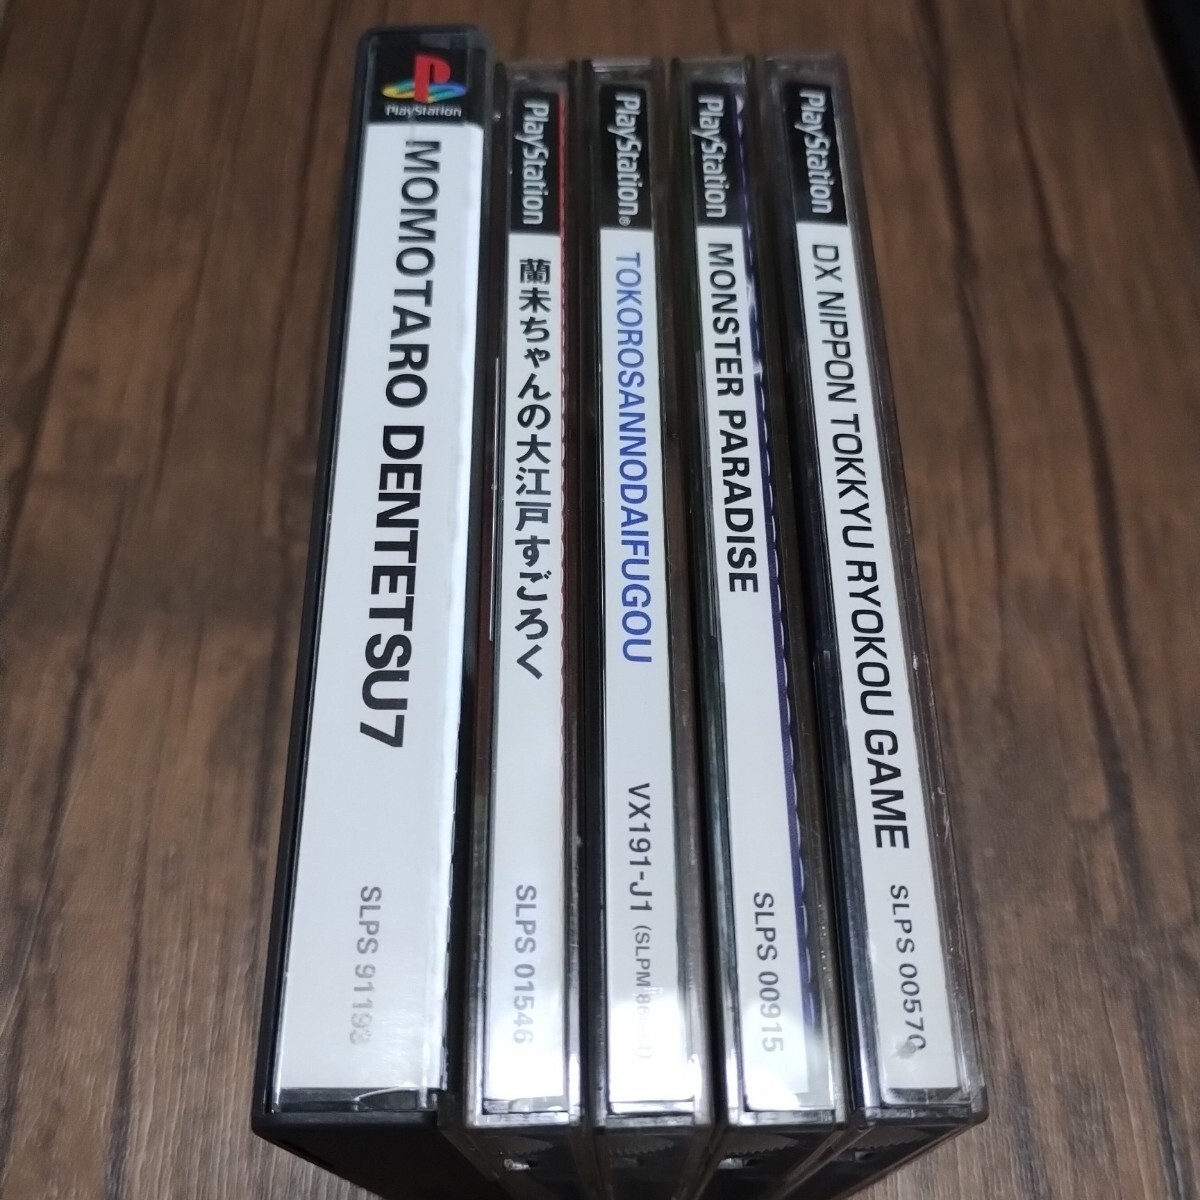 PlayStation
MOMOTARO DENTETSU7
SLPS 91193
PlayStation
蘭未ちゃんの大江戸すごろく
SLPS 01546
PlayStation®
TOKOROSANNODAIFUGOU
VX191-J1 (SLPM
PlayStation
MONSTER PARADISE
SLPS 00915
PlayStation
DX NIPPON TOKKYU RYOKOU GAME
SLPS 00570